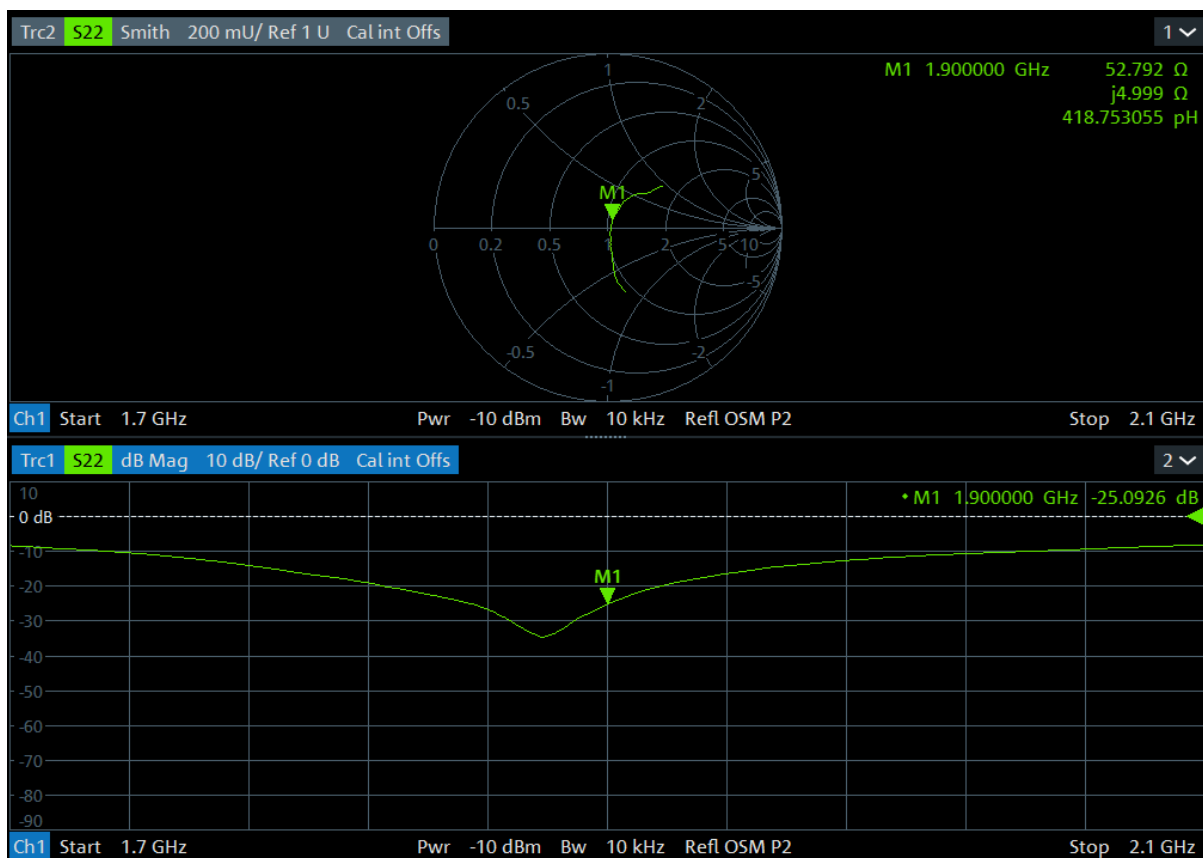 Trc2 S22 Smith 200 mU/ Ref 1 U Cal int Offs 1
M1 1.900000 GHz 52.792 Ω
j4.999 Ω
418.753055 pH
1
0.5 2
5
M1
0 0.2 0.5 1 2 5 10
-5
-0.5 -2
-1
Ch1 Start 1.7 GHz Pwr -10 dBm Bw 10 kHz Refl OSM P2 Stop 2.1 GHz
Trc1 S22 dB Mag 10 dB/ Ref 0 dB Cal int Offs 2
10
• M1 1.900000 GHz -25.0926 dB
0 dB
-10
M1
-20
-30
-40
-50
-60
-70
-80
-90
Ch1 Start 1.7 GHz Pwr -10 dBm Bw 10 kHz Refl OSM P2 Stop 2.1 GHz